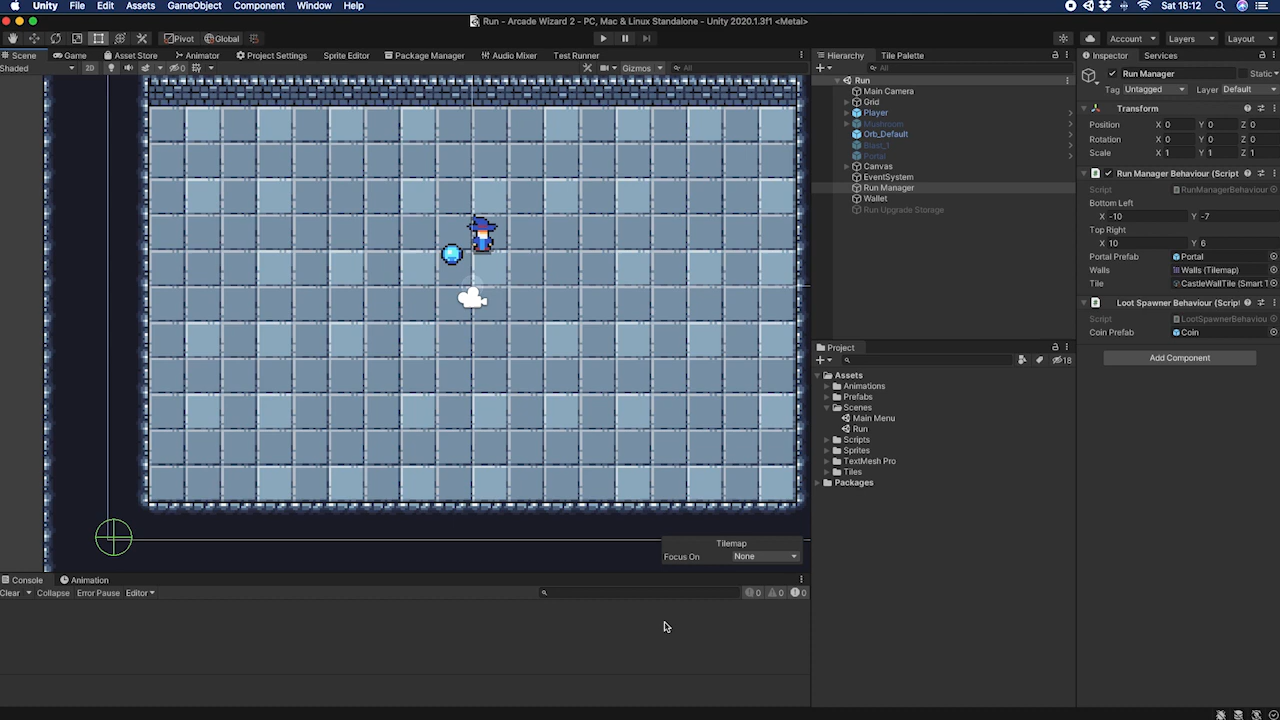 Unity File Edit Assets GameObject Component Window Help Sat 18:12
Run - Arcade Wizard 2 - PC, Mac & Linux Standalone - Unity 2020.1.3f1 <Metal>
Pivot Global Account Layers Layout
Scene Game Asset Store Animator Project Settings Sprite Editor Package Manager Audio Mixer Test Runner
Shaded 2D 0 Gizmos All
Hierarchy Tile Palette
All
Run
Main Camera
Grid
Player
Mushroom
Orb_Default
Blast_1
Portal
Canvas
EventSystem
Run Manager
Wallet
Run Upgrade Storage
Inspector Services
Run Manager Static
Tag Untagged Layer Default
Transform
Position X 0 Y 0 Z 0
Rotation X 0 Y 0 Z 0
Scale X 1 Y 1 Z 1
Run Manager Behaviour (Script
Script RunManagerBehaviour
Bottom Left
X -10 Y -7
Top Right
X 10 Y 6
Portal Prefab Portal
Walls Walls (Tilemap)
Tile CastleWallTile (Smart T
Loot Spawner Behaviour (Script
Script LootSpawnerBehaviou
Coin Prefab Coin
Add Component
Project
18
Assets
Animations
Prefabs
Scenes
Main Menu
Run
Scripts
Sprites
TextMesh Pro
Tiles
Packages
Tilemap
Focus On None
Console Animation
Clear Collapse Error Pause Editor 0 0 0